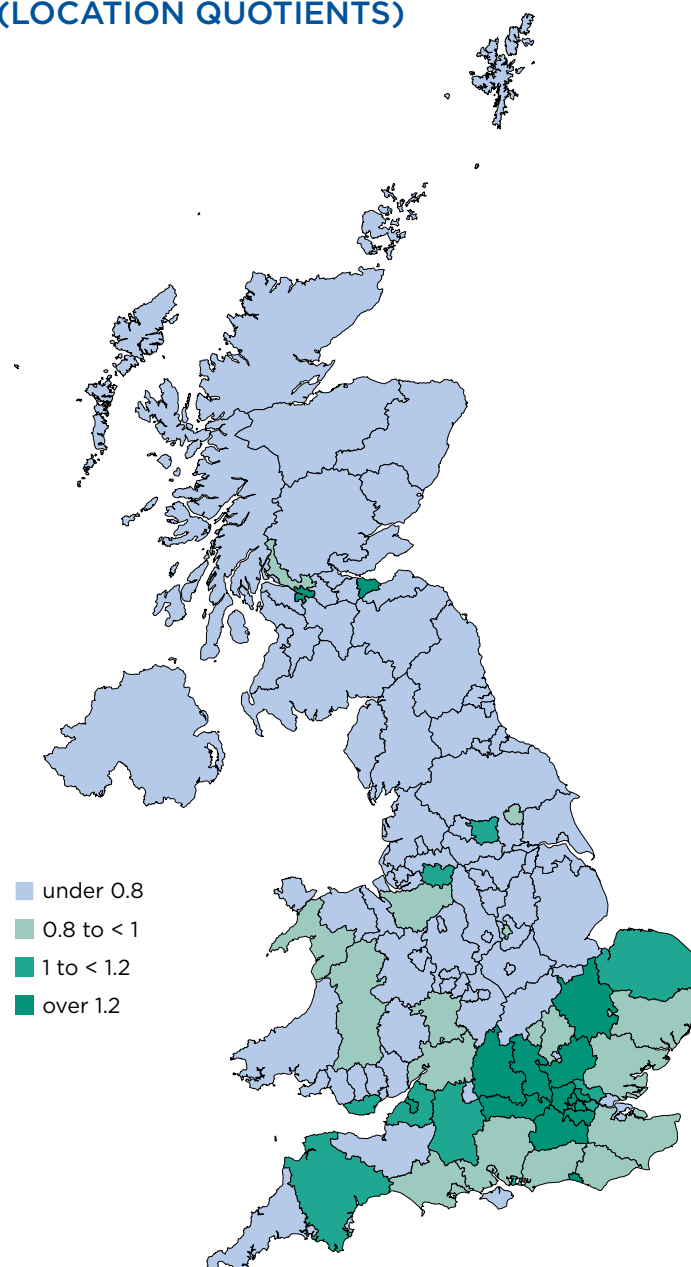 (LOCATION QUOTIENTS)
under 0.8
0.8 to < 1
1 to < 1.2
over 1.2